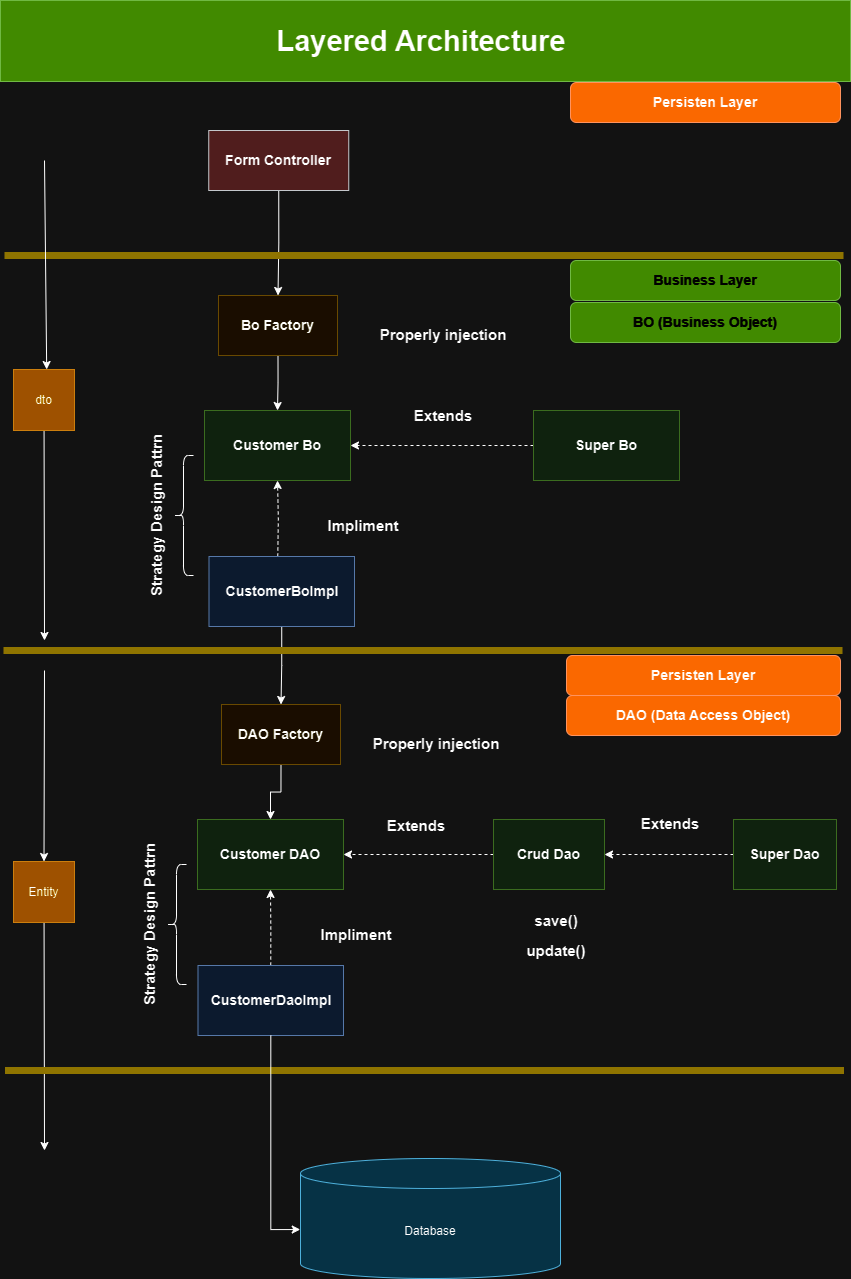 Layered Architecture
Persisten Layer
Form Controller
Business Layer
BO (Business Object)
Bo Factory
Properly injection
dto
Extends
Customer Bo
Super Bo
Strategy Design Pattrn
Impliment
CustomerBoImpl
Persisten Layer
DAO (Data Access Object)
DAO Factory
Properly injection
Extends
Extends
Customer DAO
Crud Dao
Super Dao
Entity
Strategy Design Pattrn
save()
Impliment
update()
CustomerDaoImpl
Database